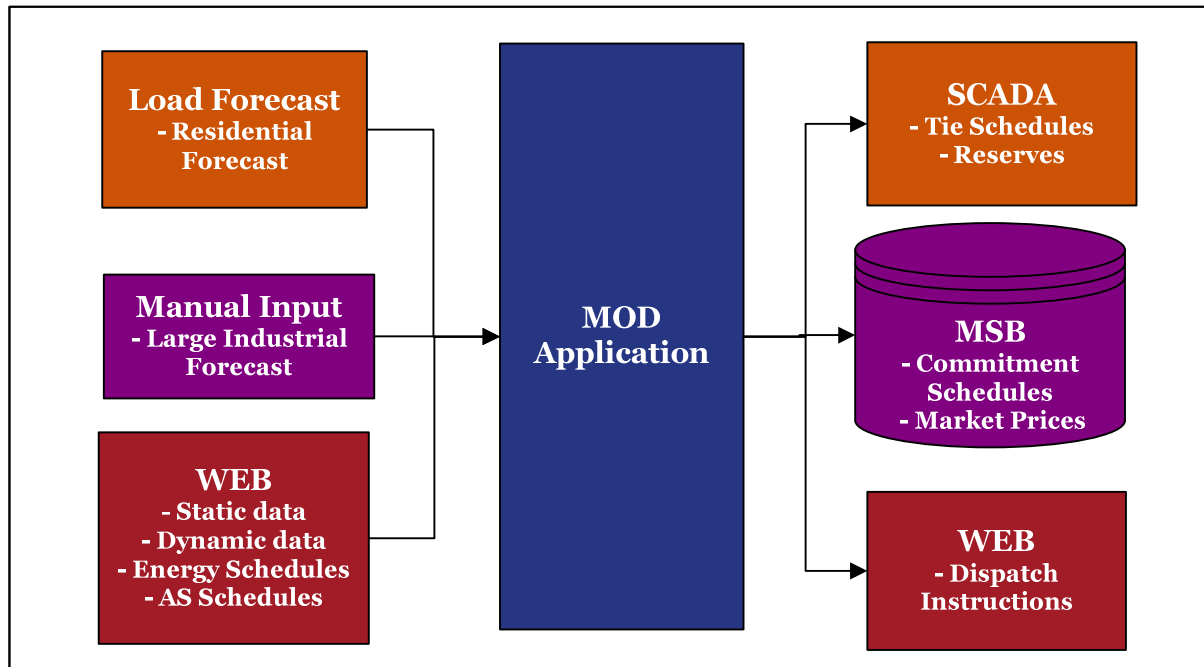 Load Forecast
- Residential
Forecast
Manual Input
- Large Industrial
Forecast
WEB
- Static data
- Dynamic data
- Energy Schedules
- AS Schedules
MOD
Application
SCADA
- Tie Schedules
- Reserves
MSB
- Commitment
Schedules
- Market Prices
WEB
- Dispatch
Instructions